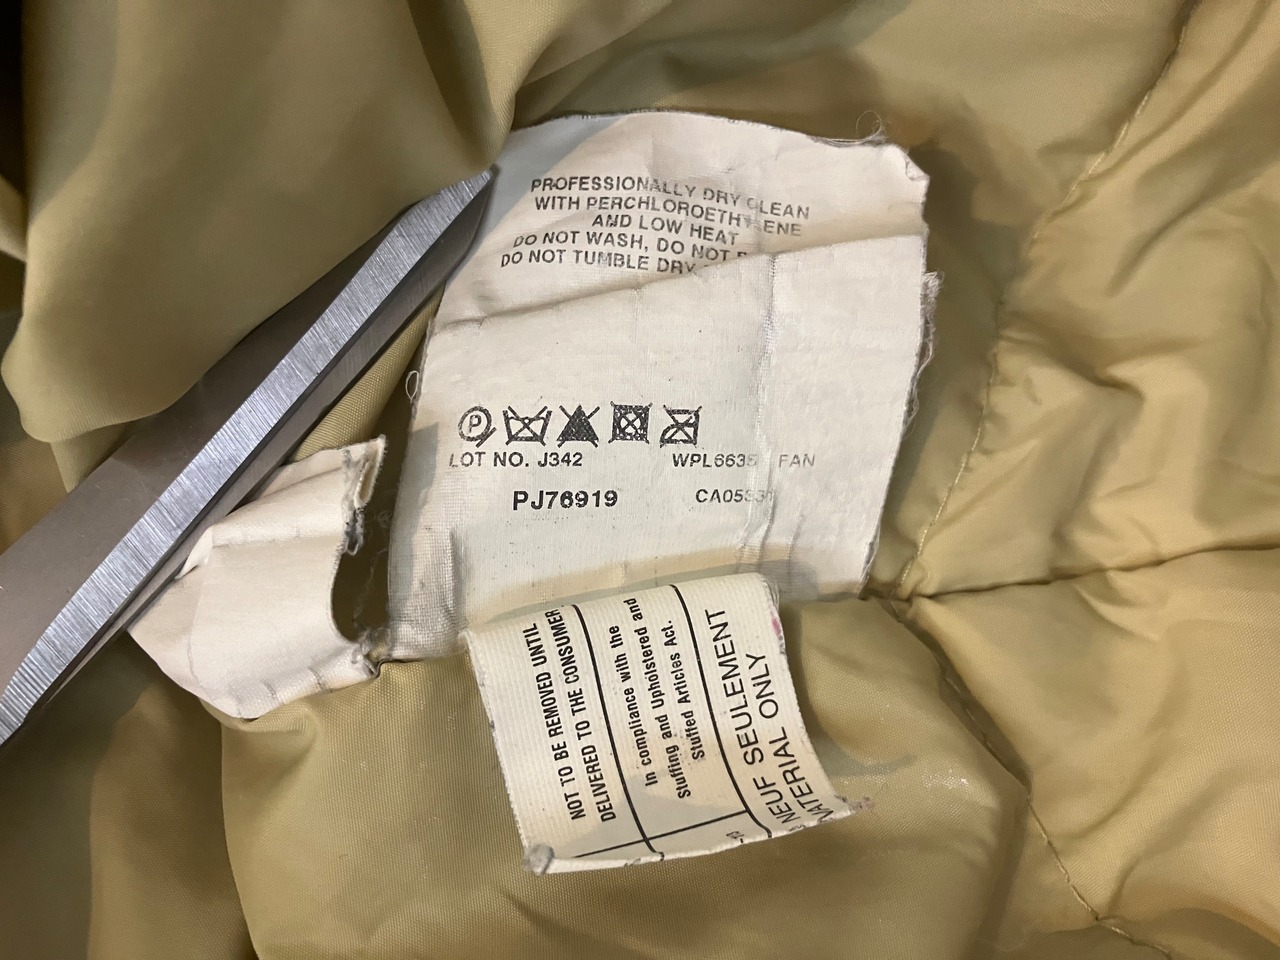 PROFESSIONALLY DRY CLEAN
WITH PERCHLOROETHYLENE
AND LOW HEAT
DO NOT WASH, DO NOT
DO NOT TUMBLE DRY
P
LOT NO. J342 WPL6635 FAN
PJ76919
NOT TO BE REMOVED UNTIL
DELIVERED TO THE CONSUMER
In compliance with the
Stuffing and Upholstered and
Stuffed Articles Act.
NEUF SEULEMENT
MATERIAL ONLY